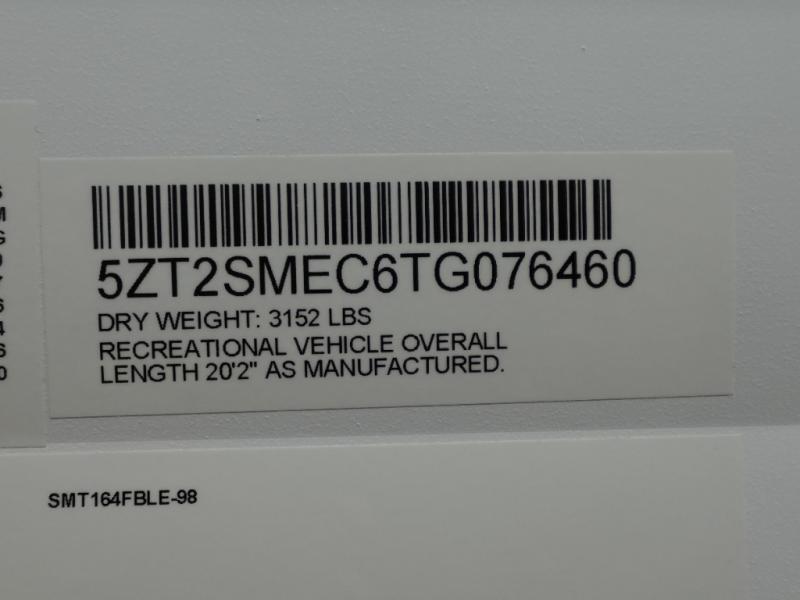 5ZT2SMEC6TG076460
DRY WEIGHT: 3152 LBS
RECREATIONAL VEHICLE OVERALL
LENGTH 20'2" AS MANUFACTURED.
SMT164FBLE-98